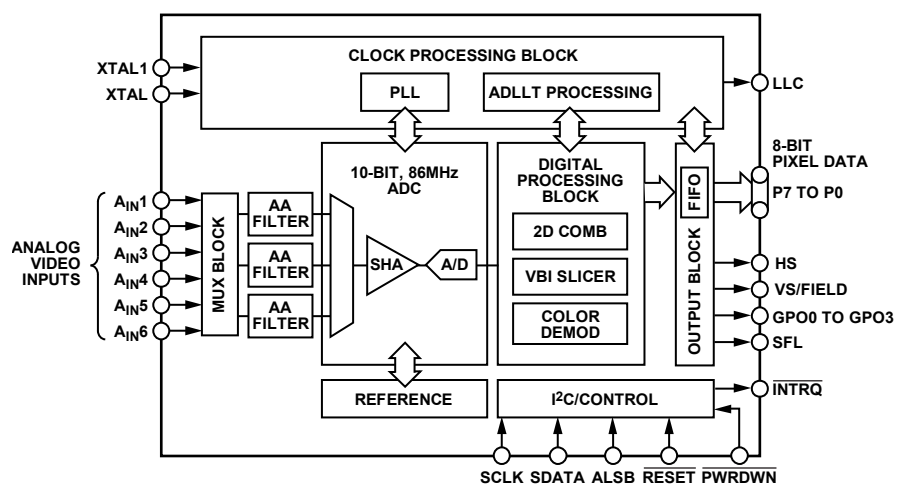 CLOCK PROCESSING BLOCK
XTAL1
XTAL
PLL
ADLLT PROCESSING
LLC
10-BIT, 86MHz
ADC
DIGITAL
PROCESSING
BLOCK
2D COMB
VBI SLICER
COLOR
DEMOD
FIFO
OUTPUT BLOCK
8-BIT
PIXEL DATA
P7 TO P0
ANALOG
VIDEO
INPUTS
AIN1
AIN2
AIN3
AIN4
AIN5
AIN6
MUX BLOCK
AA
FILTER
AA
FILTER
AA
FILTER
SHA
A/D
HS
VS/FIELD
GPO0 TO GPO3
SFL
REFERENCE
I2C/CONTROL
INTRQ
SCLK SDATA ALSB RESET PWRDWN